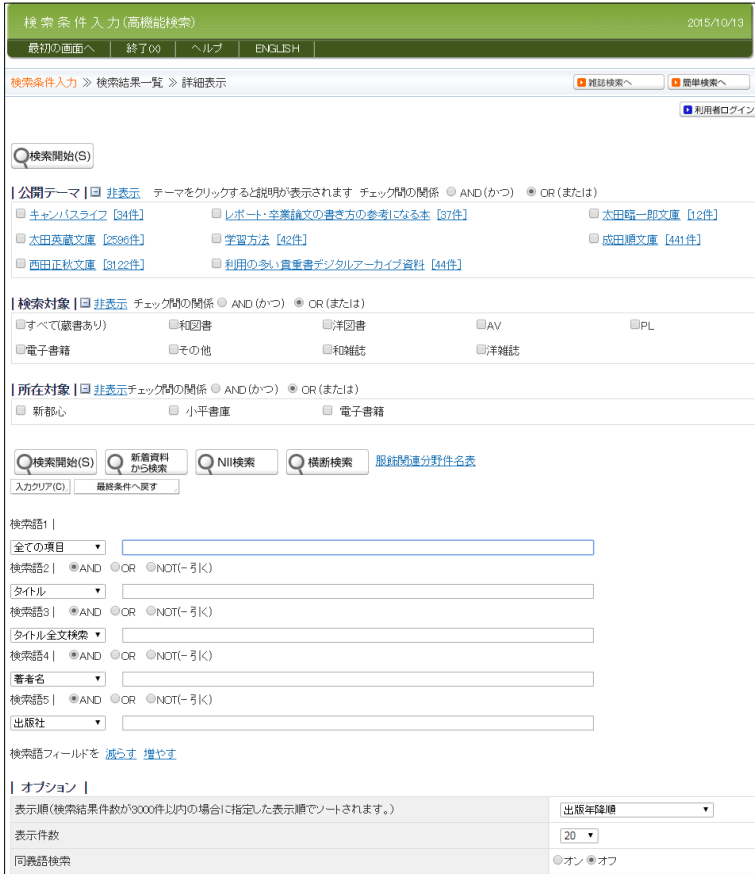 検索条件入力(高機能検索) 2015/10/13
最初の画面へ | 終了(X) | ヘルプ | ENGLISH |
検索条件入力 ≫ 検索結果一覧 ≫ 詳細表示 雑誌検索へ 簡単検索へ
利用者ログイン
検索開始(S)
| 公開テーマ | 非表示 テーマをクリックすると説明が表示されます チェック間の関係 AND(かつ) OR(または)
キャンパスライフ [34件] レポート・卒業論文の書き方の参考になる本 [37件] 太田臨一郎文庫 [12件]
太田英蔵文庫 [2596件] 学習方法 [42件] 成田順文庫 [441件]
西田正秋文庫 [3122件] 利用の多い貴重書デジタルアーカイブ資料 [44件]
| 検索対象 | 非表示 チェック間の関係 AND(かつ) OR(または)
すべて(蔵書あり) 和図書 洋図書 AV PL
電子書籍 その他 和雑誌 洋雑誌
| 所在対象 | 非表示チェック間の関係 AND(かつ) OR(または)
新都心 小平書庫 電子書籍
検索開始(S) 新着資料から検索 NII検索 横断検索 服飾関連分野件名表
入力クリア(C) 最終条件へ戻す
検索語1 |
全ての項目
検索語2 | AND OR NOT(-引く)
タイトル
検索語3 | AND OR NOT(-引く)
タイトル全文検索
検索語4 | AND OR NOT(-引く)
著者名
検索語5 | AND OR NOT(-引く)
出版社
検索語フィールドを 減らす 増やす
| オプション |
表示順(検索結果件数が3000件以内の場合に指定した表示順でソートされます。) 出版年降順
表示件数 20
同義語検索 オン オフ